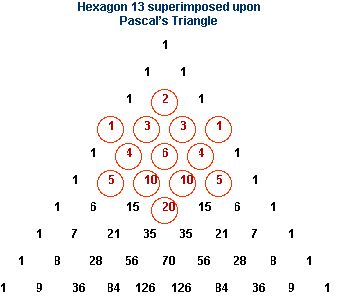 Hexagon 13 superimposed upon
Pascal's Triangle
1
1 1
1 2 1
1 3 3 1
1 4 6 4 1
1 5 10 10 5 1
1 6 15 20 15 6 1
1 7 21 35 35 21 7 1
1 8 28 56 70 56 28 8 1
1 9 36 84 126 126 84 36 9 1